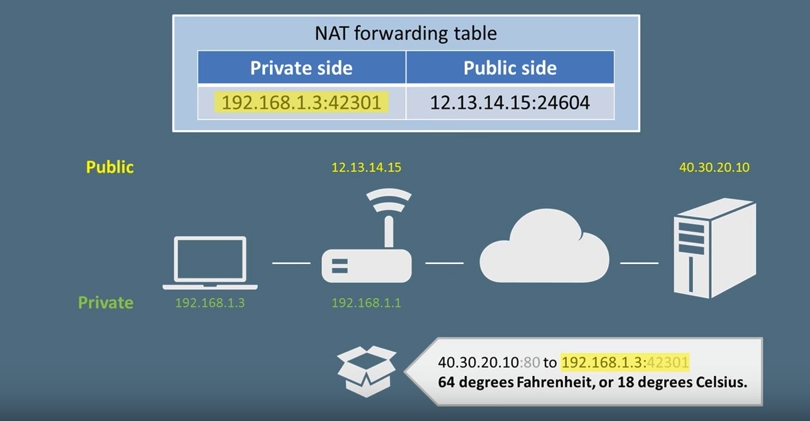 NAT forwarding table
Private side Public side
192.168.1.3:42301 12.13.14.15:24604
Public 12.13.14.15 40.30.20.10
Private 192.168.1.3 192.168.1.1
40.30.20.10:80 to 192.168.1.3:42301
64 degrees Fahrenheit, or 18 degrees Celsius.